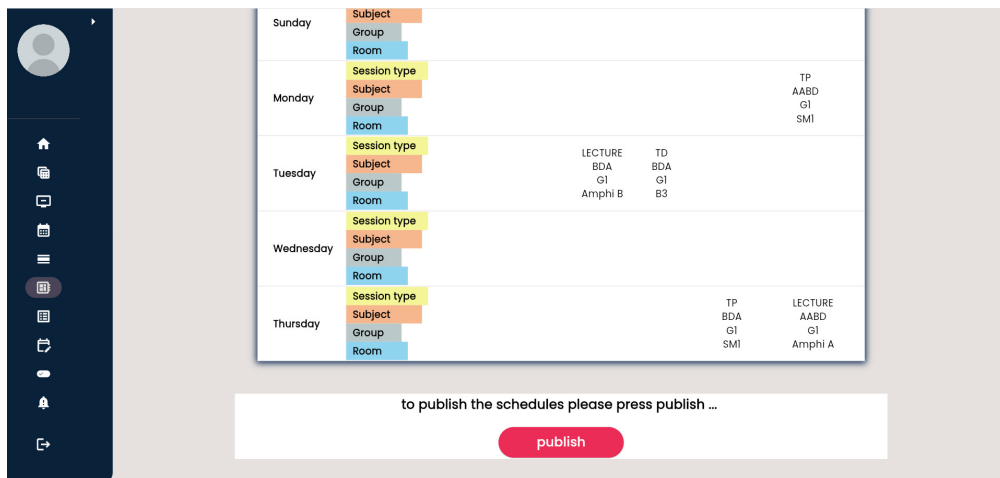 Sunday
Subject
Group
Room
Monday
Session type
Subject
Group
Room
TP
AABD
G1
SM1
Tuesday
Session type
Subject
Group
Room
LECTURE
BDA
G1
Amphi B
TD
BDA
G1
B3
Wednesday
Session type
Subject
Group
Room
Thursday
Session type
Subject
Group
Room
TP
BDA
G1
SM1
LECTURE
AABD
G1
Amphi A
to publish the schedules please press publish ...
publish